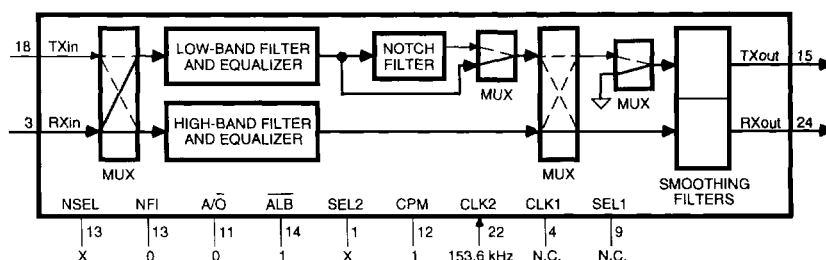 18 TXin
LOW-BAND FILTER
AND EQUALIZER
NOTCH
FILTER
MUX
MUX
TXout 15
3 RXin
MUX
HIGH-BAND FILTER
AND EQUALIZER
MUX
RXout 24
SMOOTHING
FILTERS
NSEL NFI A/O̅ A̅L̅B̅ SEL2 CPM CLK2 CLK1 SEL1
13 13 11 14 1 12 22 4 9
X 0 0 1 X 1 153.6 kHz N.C. N.C.